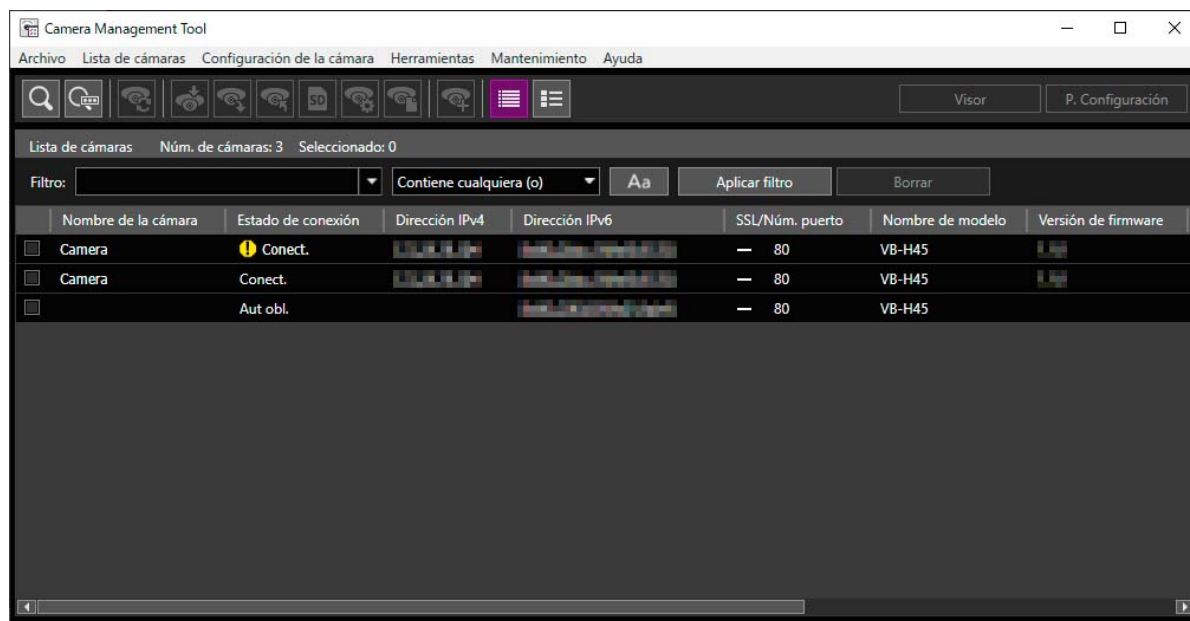 Camera Management Tool
Archivo Lista de cámaras Configuración de la cámara Herramientas Mantenimiento Ayuda
SD Visor P. Configuración
Lista de cámaras Núm. de cámaras: 3 Seleccionado: 0
Filtro: Contiene cualquiera (o) Aa Aplicar filtro Borrar
Nombre de la cámara Estado de conexión Dirección IPv4 Dirección IPv6 SSL/Núm. puerto Nombre de modelo Versión de firmware
Camera Conect. — 80 VB-H45
Camera Conect. — 80 VB-H45
Aut obl. — 80 VB-H45